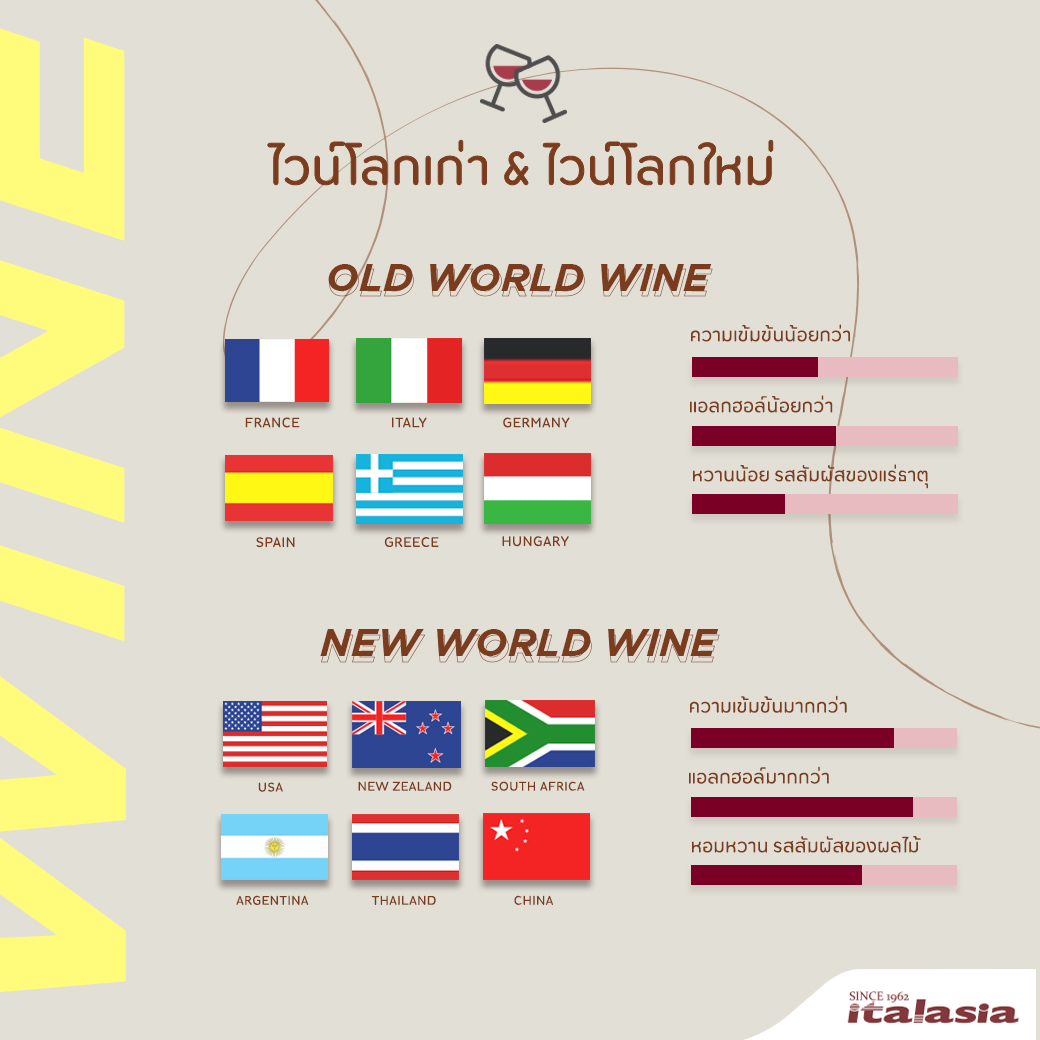 WINE
ไวน์โลกเก่า & ไวน์โลกใหม่
OLD WORLD WINE
FRANCE
ITALY
GERMANY
SPAIN
GREECE
HUNGARY
ความเข้มข้นน้อยกว่า
แอลกฮอล์น้อยกว่า
หวานน้อย รสสัมผัสของแร่ธาตุ
NEW WORLD WINE
USA
NEW ZEALAND
SOUTH AFRICA
ARGENTINA
THAILAND
CHINA
ความเข้มข้นมากกว่า
แอลกฮอล์มากกว่า
หอมหวาน รสสัมผัสของผลไม้
SINCE 1962
italasia